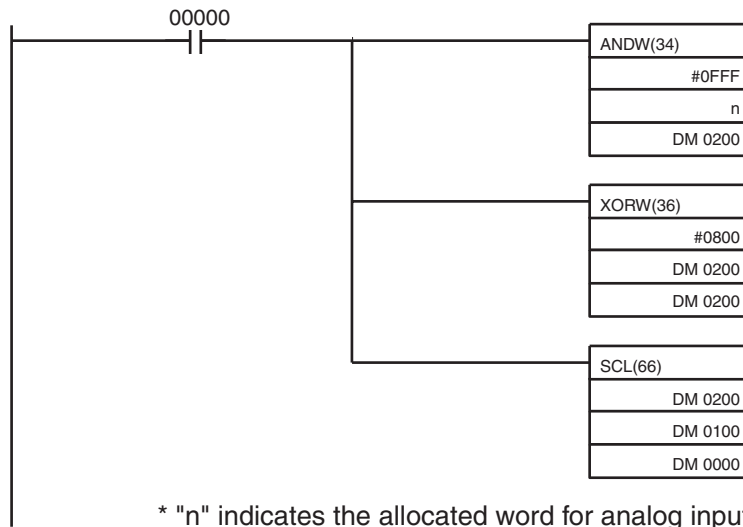 00000
ANDW(34)
#0FFF
n
DM 0200
XORW(36)
#0800
DM 0200
DM 0200
SCL(66)
DM 0200
DM 0100
DM 0000
* "n" indicates the allocated word for analog input